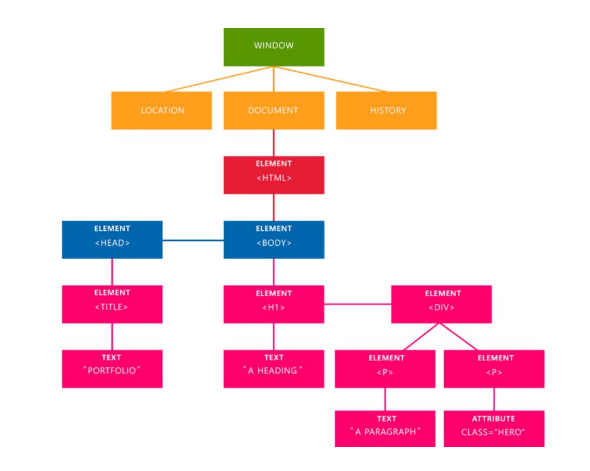 WINDOW
LOCATION
DOCUMENT
HISTORY
ELEMENT
<HTML>
ELEMENT
<HEAD>
ELEMENT
<BODY>
ELEMENT
<TITLE>
ELEMENT
<H1>
ELEMENT
<DIV>
TEXT
"PORTFOLIO"
TEXT
"A HEADING"
ELEMENT
<P>
ELEMENT
<P>
TEXT
"A PARAGRAPH"
ATTRIBUTE
CLASS="HERO"